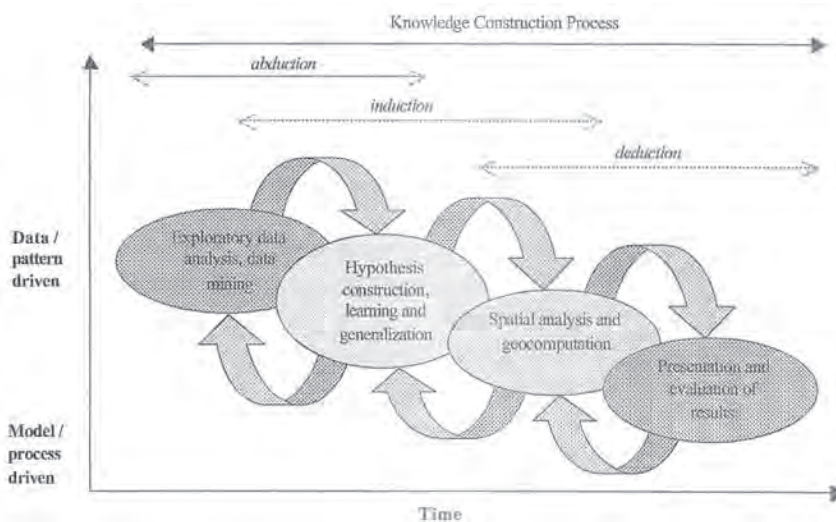 Knowledge Construction Process
abduction
induction
deduction
Data /
pattern
driven
Exploratory data
analysis, data
mining
Hypothesis
construction,
learning and
generalization
Spatial analysis and
geocomputation
Presentation and
evaluation of
results
Model /
process
driven
Time